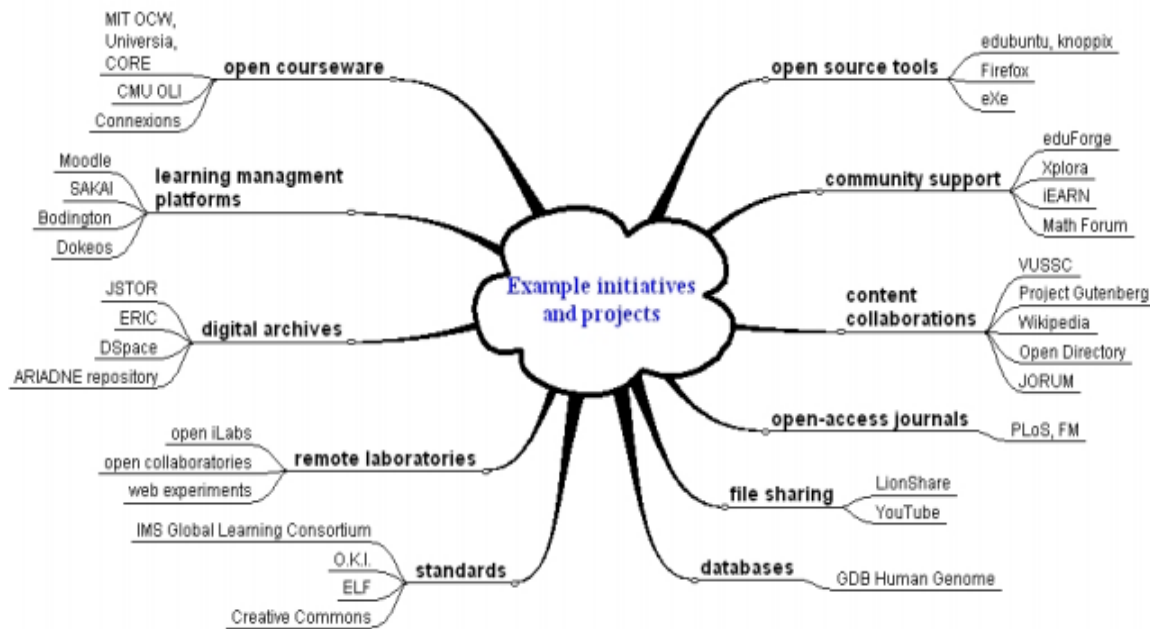 Example initiatives
and projects
open courseware
MIT OCW,
Universia,
CORE
CMU OLI
Connexions
learning managment
platforms
Moodle
SAKAI
Bodington
Dokeos
digital archives
JSTOR
ERIC
DSpace
ARIADNE repository
remote laboratories
open iLabs
open collaboratories
web experiments
standards
IMS Global Learning Consortium
O.K.I.
ELF
Creative Commons
open source tools
edubuntu, knoppix
Firefox
eXe
community support
eduForge
Xplora
iEARN
Math Forum
content
collaborations
VUSSC
Project Gutenberg
Wikipedia
Open Directory
JORUM
open-access journals
PLoS, FM
file sharing
LionShare
YouTube
databases
GDB Human Genome